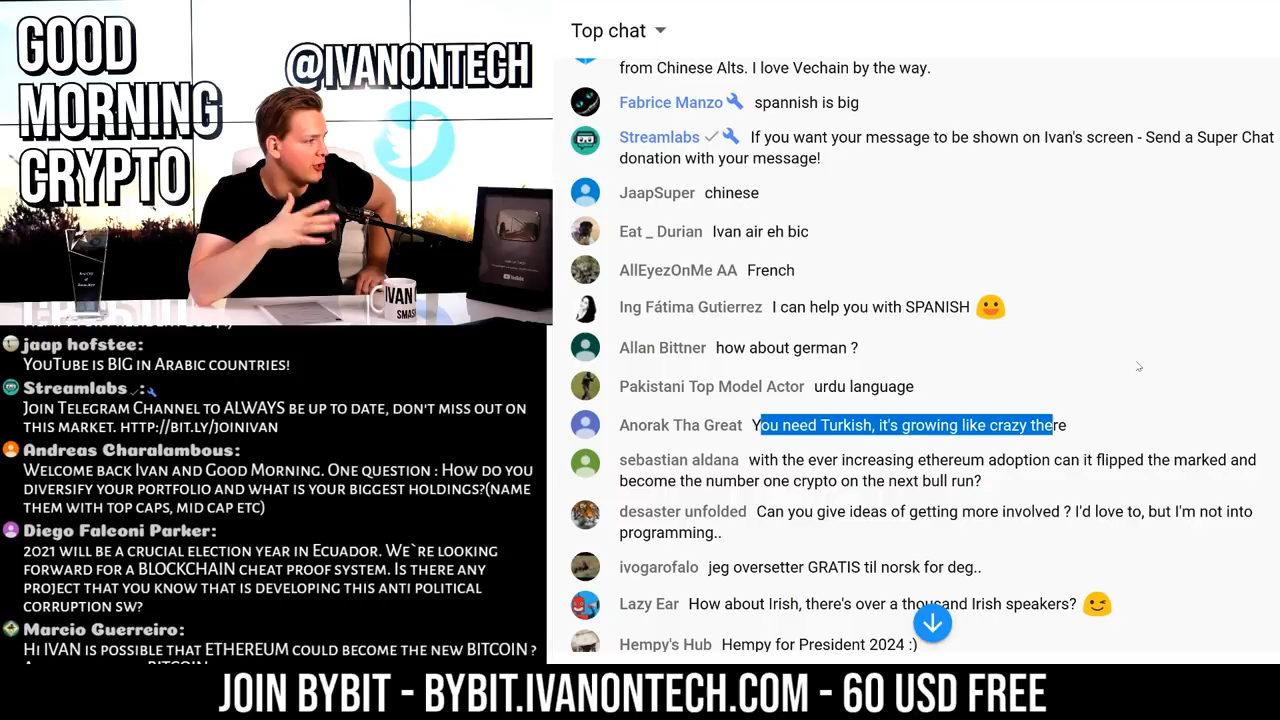 GOOD
MORNING
CRYPTO
@IVANONTECH
IVAN
SMAS
YouTube
jaap hofstee:
YouTube is BIG in Arabic countries!
Streamlabs ✓:
Join Telegram Channel to ALWAYS be up to date, don't miss out on
this market. http://bit.ly/joinivan
Andreas Charalambous:
Welcome back Ivan and Good Morning. One question : How do you
diversify your portfolio and what is your biggest holdings?(name
them with top caps, mid cap etc)
Diego Falconi Parker:
2021 will be a crucial election year in Ecuador. We`re looking
forward for a BLOCKCHAIN cheat proof system. Is there any
project that you know that is developing this anti political
corruption SW?
Marcio Guerreiro:
Hi IVAN is possible that ETHEREUM could become the new BITCOIN ?
Top chat
from Chinese Alts. I love Vechain by the way.
Fabrice Manzo spannish is big
Streamlabs ✓ If you want your message to be shown on Ivan's screen - Send a Super Chat
donation with your message!
JaapSuper chinese
Eat _ Durian Ivan air eh bic
AllEyezOnMe AA French
Ing Fátima Gutierrez I can help you with SPANISH 😃
Allan Bittner how about german ?
Pakistani Top Model Actor urdu language
Anorak Tha Great You need Turkish, it's growing like crazy there
sebastian aldana with the ever increasing ethereum adoption can it flipped the marked and
become the number one crypto on the next bull run?
desaster unfolded Can you give ideas of getting more involved ? I'd love to, but I'm not into
programming..
ivogarofalo jeg oversetter GRATIS til norsk for deg..
Lazy Ear How about Irish, there's over a thousand Irish speakers? 😉
Hempy's Hub Hempy for President 2024 :)
JOIN BYBIT - BYBIT.IVANONTECH.COM - 60 USD FREE